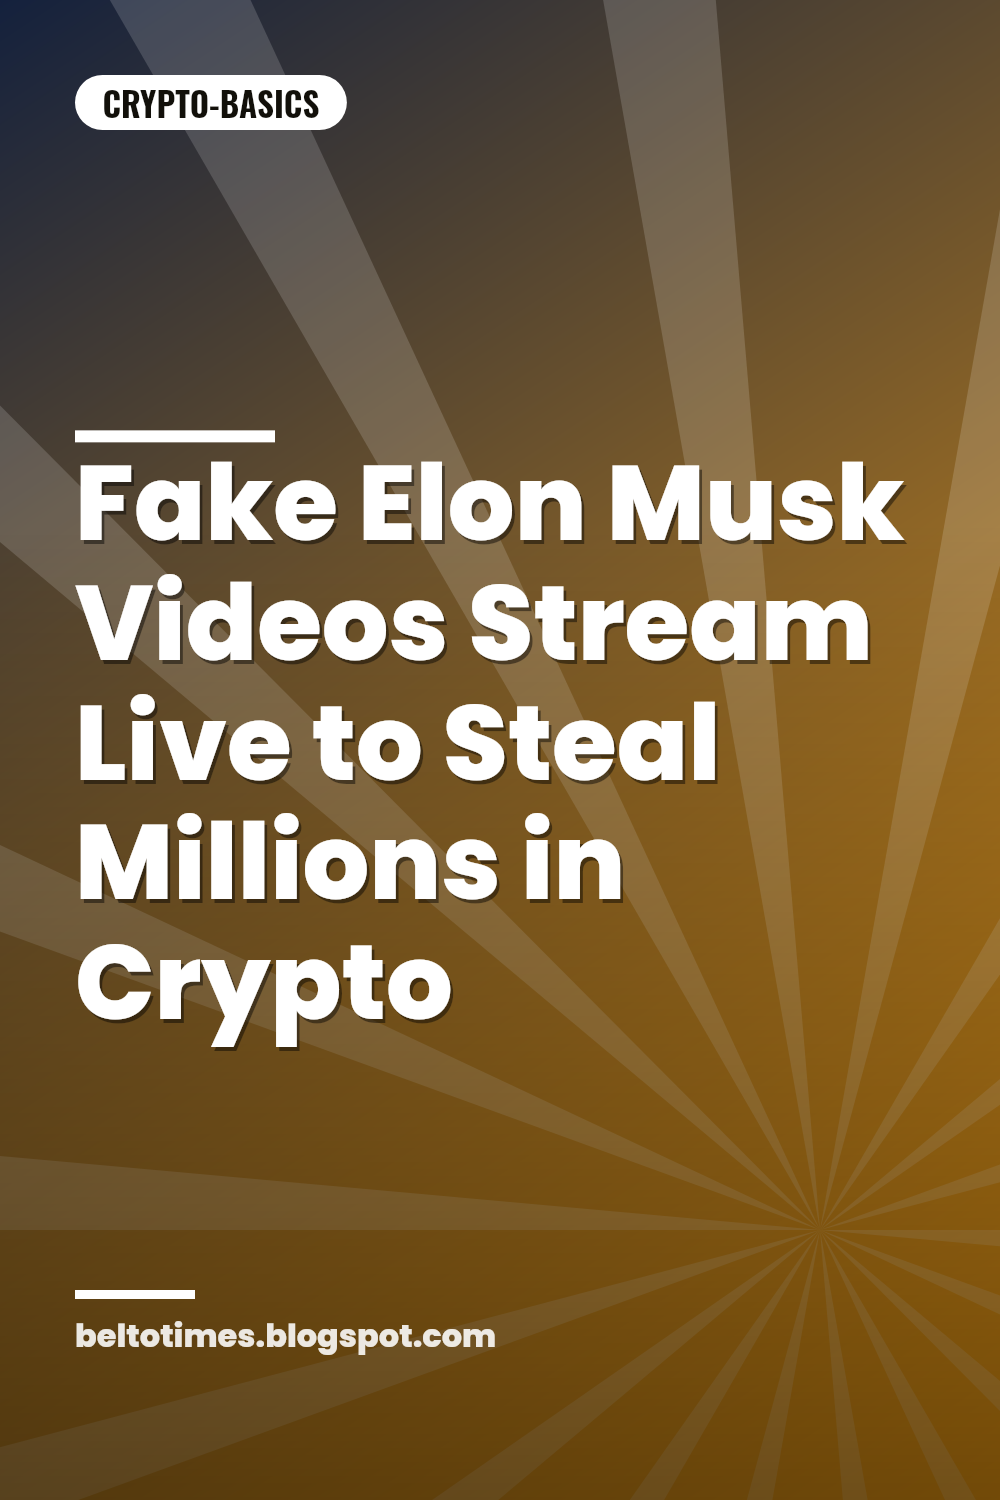 CRYPTO-BASICS
Fake Elon Musk
Videos Stream
Live to Steal
Millions in
Crypto
beltotimes.blogspot.com